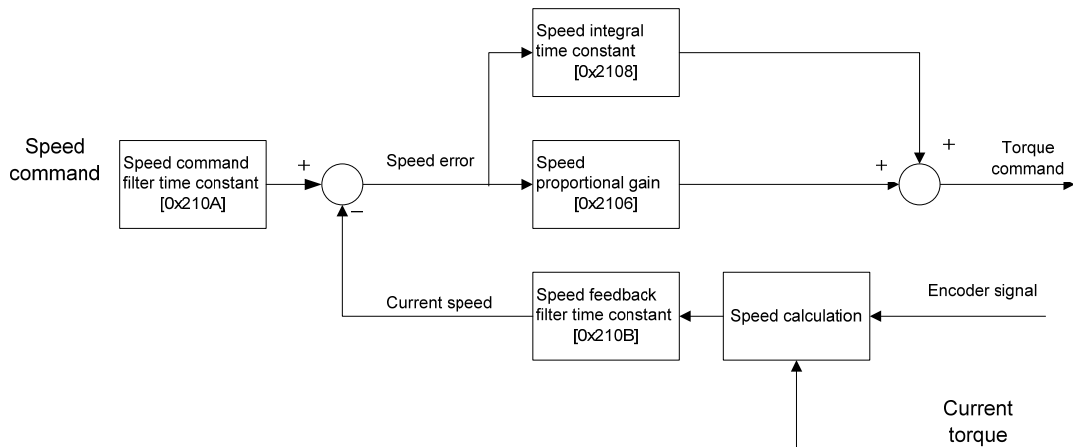 Speed integral
time constant
[0x2108]
Speed
command
Speed command
filter time constant
[0x210A]
+
−
Speed error
Speed
proportional gain
[0x2106]
+
+
Torque
command
Current speed
Speed feedback
filter time constant
[0x210B]
Speed calculation
Encoder signal
Current
torque